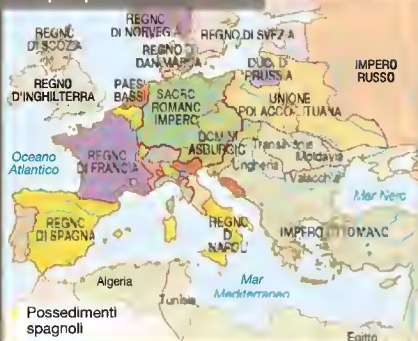 REGNO
DI SCOZIA
REGNO
DI NORVEGIA
REGNO DI SVEZIA
REGNO DI
DANIMARCA
DUC. DI
PRUSSIA
IMPERO
RUSSO
REGNO
D'INGHILTERRA
PAESI
BASSI
SACRO
ROMANO
IMPERO
UNIONE
POLACCO-LITUANA
DOMINI
ASBURGICI
Transilvania
Ungheria
Moldavia
Valacchia
Oceano
Atlantico
REGNO
DI FRANCIA
Mar Nero
REGNO
DI SPAGNA
REGNO
DI
NAPOLI
IMPERO OTTOMANO
Algeria
Tunisia
Mar
Mediterraneo
Egitto
Possedimenti
spagnoli